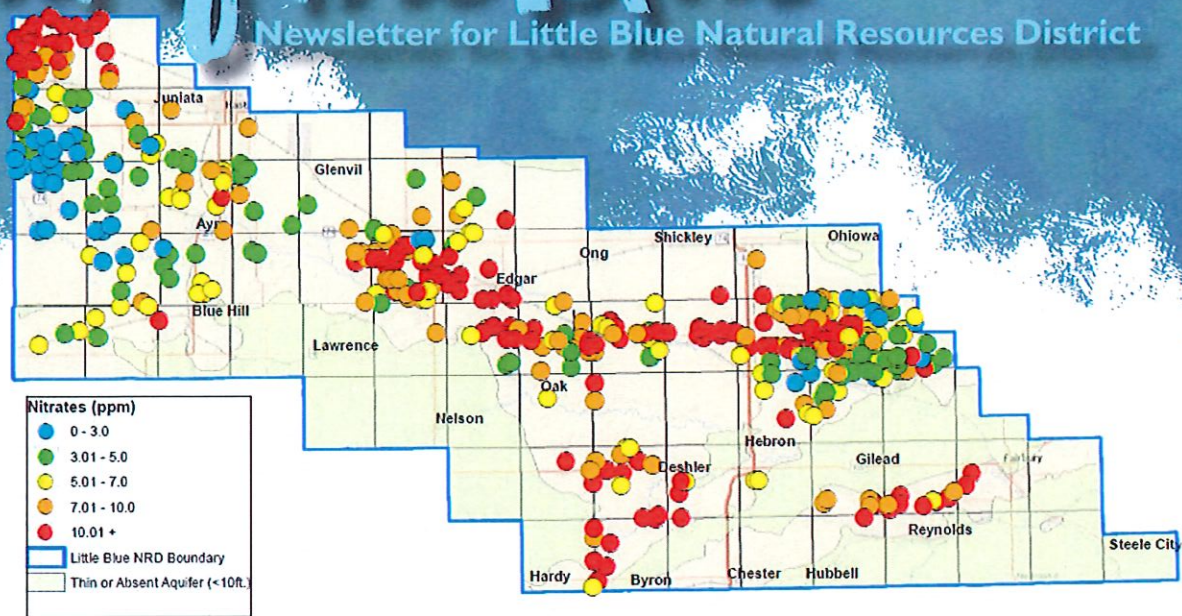 Newsletter for Little Blue Natural Resources District
Juniata
Glenvil
Ayr
Shickley
Ohiowa
Ong
Edgar
Blue Hill
Lawrence
Oak
Nelson
Hebron
Deshler
Gilead
Fairbury
Reynolds
Steele City
Hardy
Byron
Chester
Hubbell
Nitrates (ppm)
0 - 3.0
3.01 - 5.0
5.01 - 7.0
7.01 - 10.0
10.01 +
Little Blue NRD Boundary
Thin or Absent Aquifer (<10ft.)